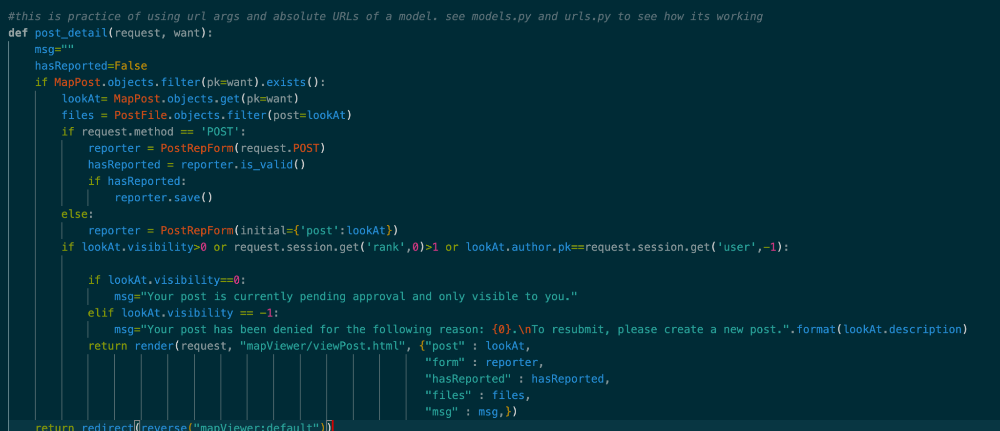 #this is practice of using url args and absolute URLs of a model. see models.py and urls.py to see how its working
def post_detail(request, want):
    msg=""
    hasReported=False
    if MapPost.objects.filter(pk=want).exists():
        lookAt= MapPost.objects.get(pk=want)
        files = PostFile.objects.filter(post=lookAt)
        if request.method == 'POST':
            reporter = PostRepForm(request.POST)
            hasReported = reporter.is_valid()
            if hasReported:
                reporter.save()
        else:
            reporter = PostRepForm(initial={'post':lookAt})
        if lookAt.visibility>0 or request.session.get('rank',0)>1 or lookAt.author.pk==request.session.get('user',-1):

            if lookAt.visibility==0:
                msg="Your post is currently pending approval and only visible to you."
            elif lookAt.visibility == -1:
                msg="Your post has been denied for the following reason: {0}.\nTo resubmit, please create a new post.".format(lookAt.description)
            return render(request, "mapViewer/viewPost.html", {"post" : lookAt,
                                                               "form" : reporter,
                                                               "hasReported" : hasReported,
                                                               "files" : files,
                                                               "msg" : msg,})
    return redirect(reverse("mapViewer:default"))